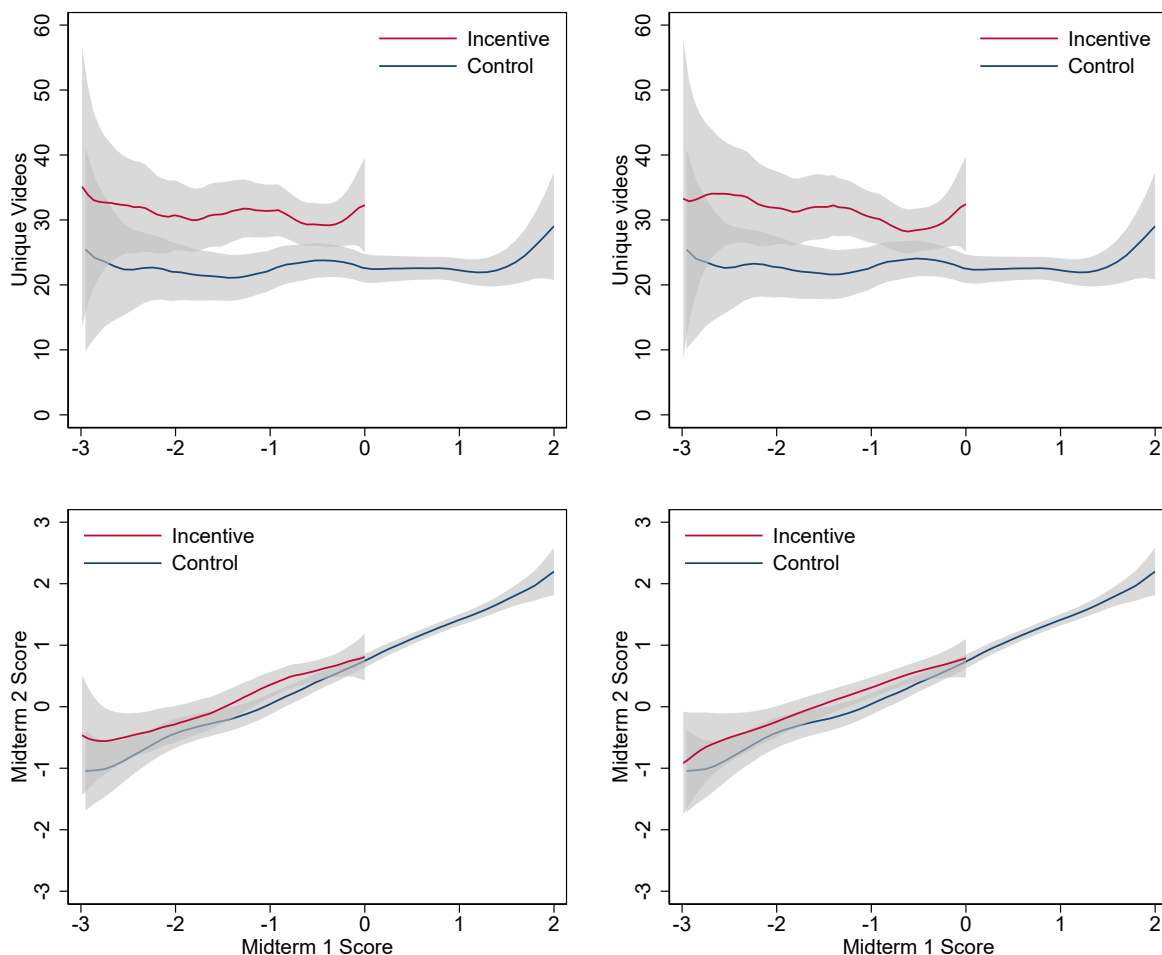 Incentive
Control
Unique Videos
60
50
40
30
20
10
0
-3 -2 -1 0 1 2
Incentive
Control
Unique videos
60
50
40
30
20
10
0
-3 -2 -1 0 1 2
Incentive
Control
Midterm 2 Score
3
2
1
0
-1
-2
-3
-3 -2 -1 0 1 2
Midterm 1 Score
Incentive
Control
Midterm 2 Score
3
2
1
0
-1
-2
-3
-3 -2 -1 0 1 2
Midterm 1 Score